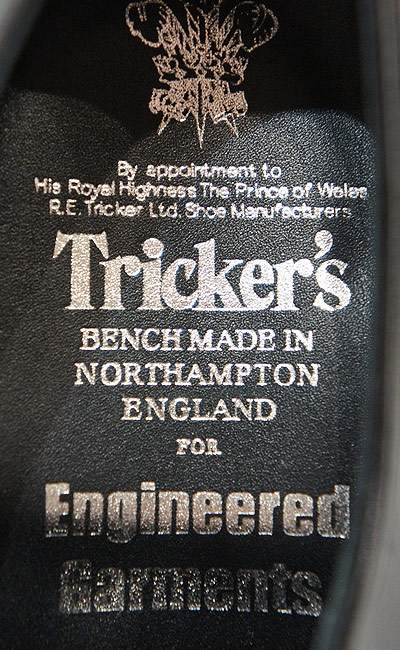 By appointment to
His Royal Highness The Prince of Wales
R.E. Tricker Ltd. Shoe Manufacturers
Tricker's
BENCH MADE IN
NORTHAMPTON
ENGLAND
FOR
Engineered
Garments